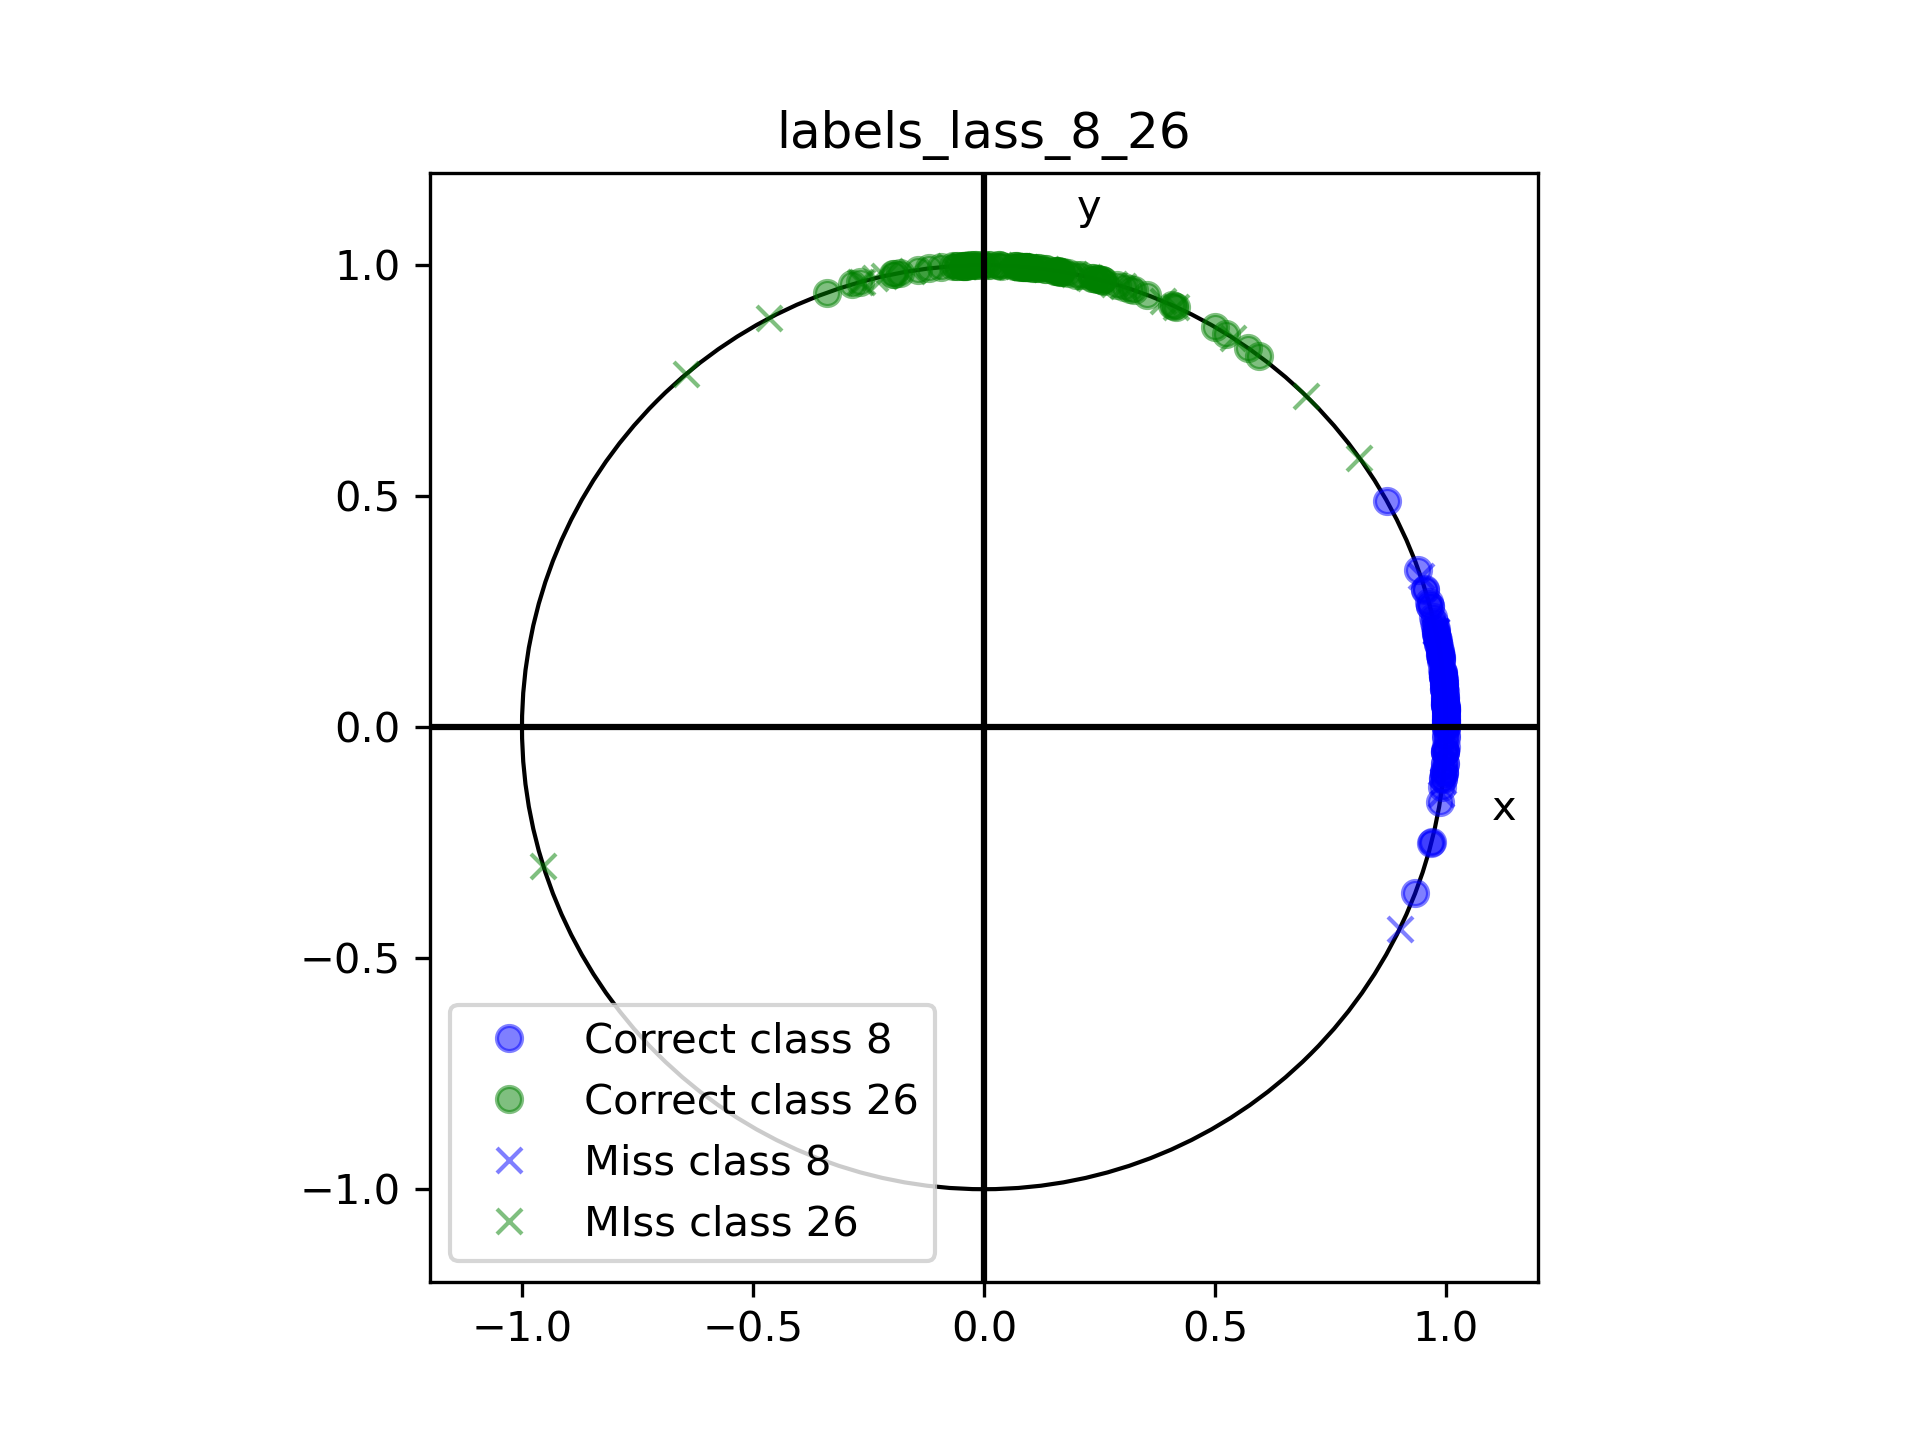 labels_lass_8_26
y
1.0
0.5
0.0
−0.5
−1.0
x
Correct class 8
Correct class 26
Miss class 8
MIss class 26
−1.0 −0.5 0.0 0.5 1.0